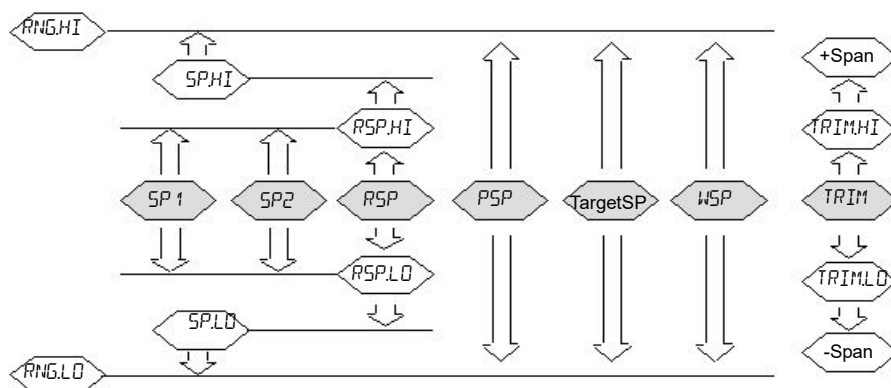 RNG.HI
+Span
SP.HI
RSP.HI
TRIM.HI
SP1
SP2
RSP
PSP
TargetSP
WSP
TRIM
RSP.LO
TRIM.LO
SP.LO
-Span
RNG.LO